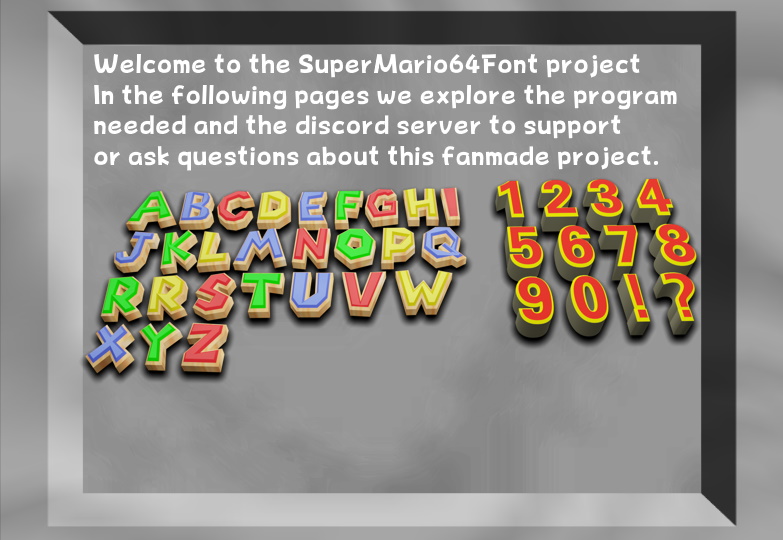 Welcome to the SuperMario64Font project
In the following pages we explore the program
needed and the discord server to support
or ask questions about this fanmade project.
ABCDEFGHI
JKLMNOPQ
RRSTUVW
XYZ
1234
5678
90!?